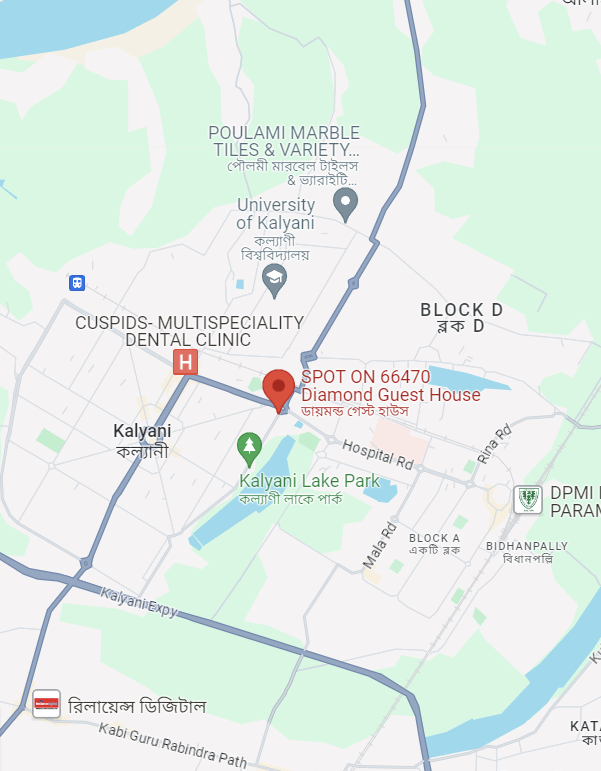 POULAMI MARBLE
TILES & VARIETY...
পৌলমী মারবেল টাইলস
& ভ্যারাইটি...
University
of Kalyani
কল্যাণী
বিশ্ববিদ্যালয়
BLOCK D
ব্লক D
CUSPIDS- MULTISPECIALITY
DENTAL CLINIC
H
SPOT ON 66470
Diamond Guest House
ডায়মন্ড গেস্ট হাউস
Kalyani
কল্যানী
Hospital Rd
Rina Rd
Kalyani Lake Park
কল্যাণী লাকে পার্ক
DPMI
PARAM
Mala Rd
BLOCK A
একটি ব্লক
BIDHANPALLY
বিধানপল্লি
Kalyani Expy
রিলায়েন্স ডিজিটাল
Kabi Guru Rabindra Path
KATA